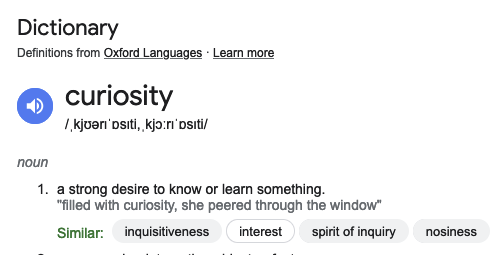 Dictionary
Definitions from Oxford Languages · Learn more
curiosity
/ˌkjʊərɪˈɒsɪti,ˌkjɔːrɪˈɒsɪti/
noun
1. a strong desire to know or learn something.
"filled with curiosity, she peered through the window"
Similar: inquisitiveness interest spirit of inquiry nosiness